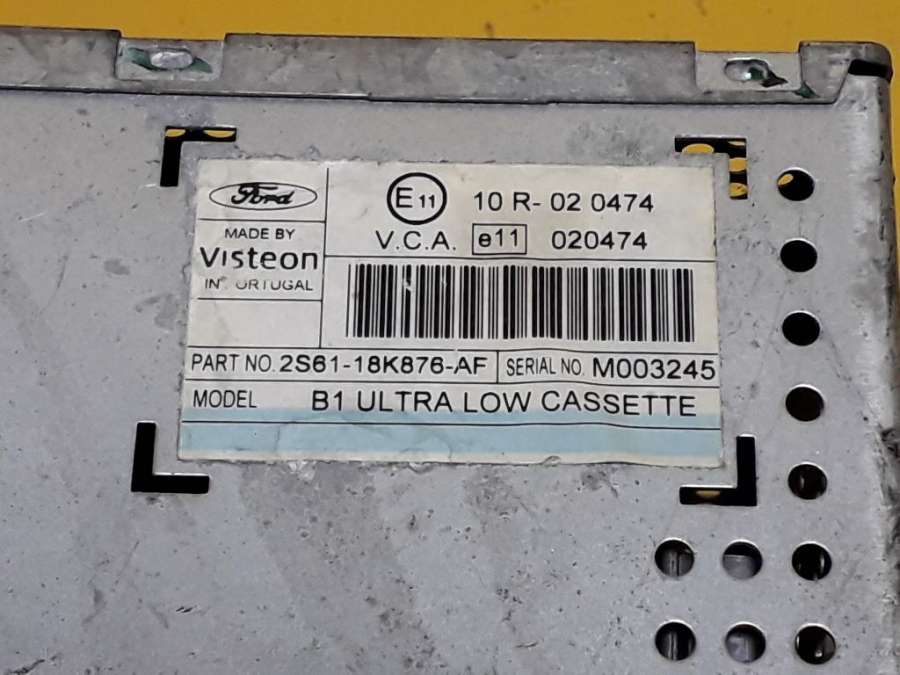 Ford
MADE BY
Visteon
IN PORTUGAL
E 11 10 R- 02 0474
V.C.A. e11 020474
PART NO. 2S61-18K876-AF SERIAL NO. M003245
MODEL B1 ULTRA LOW CASSETTE